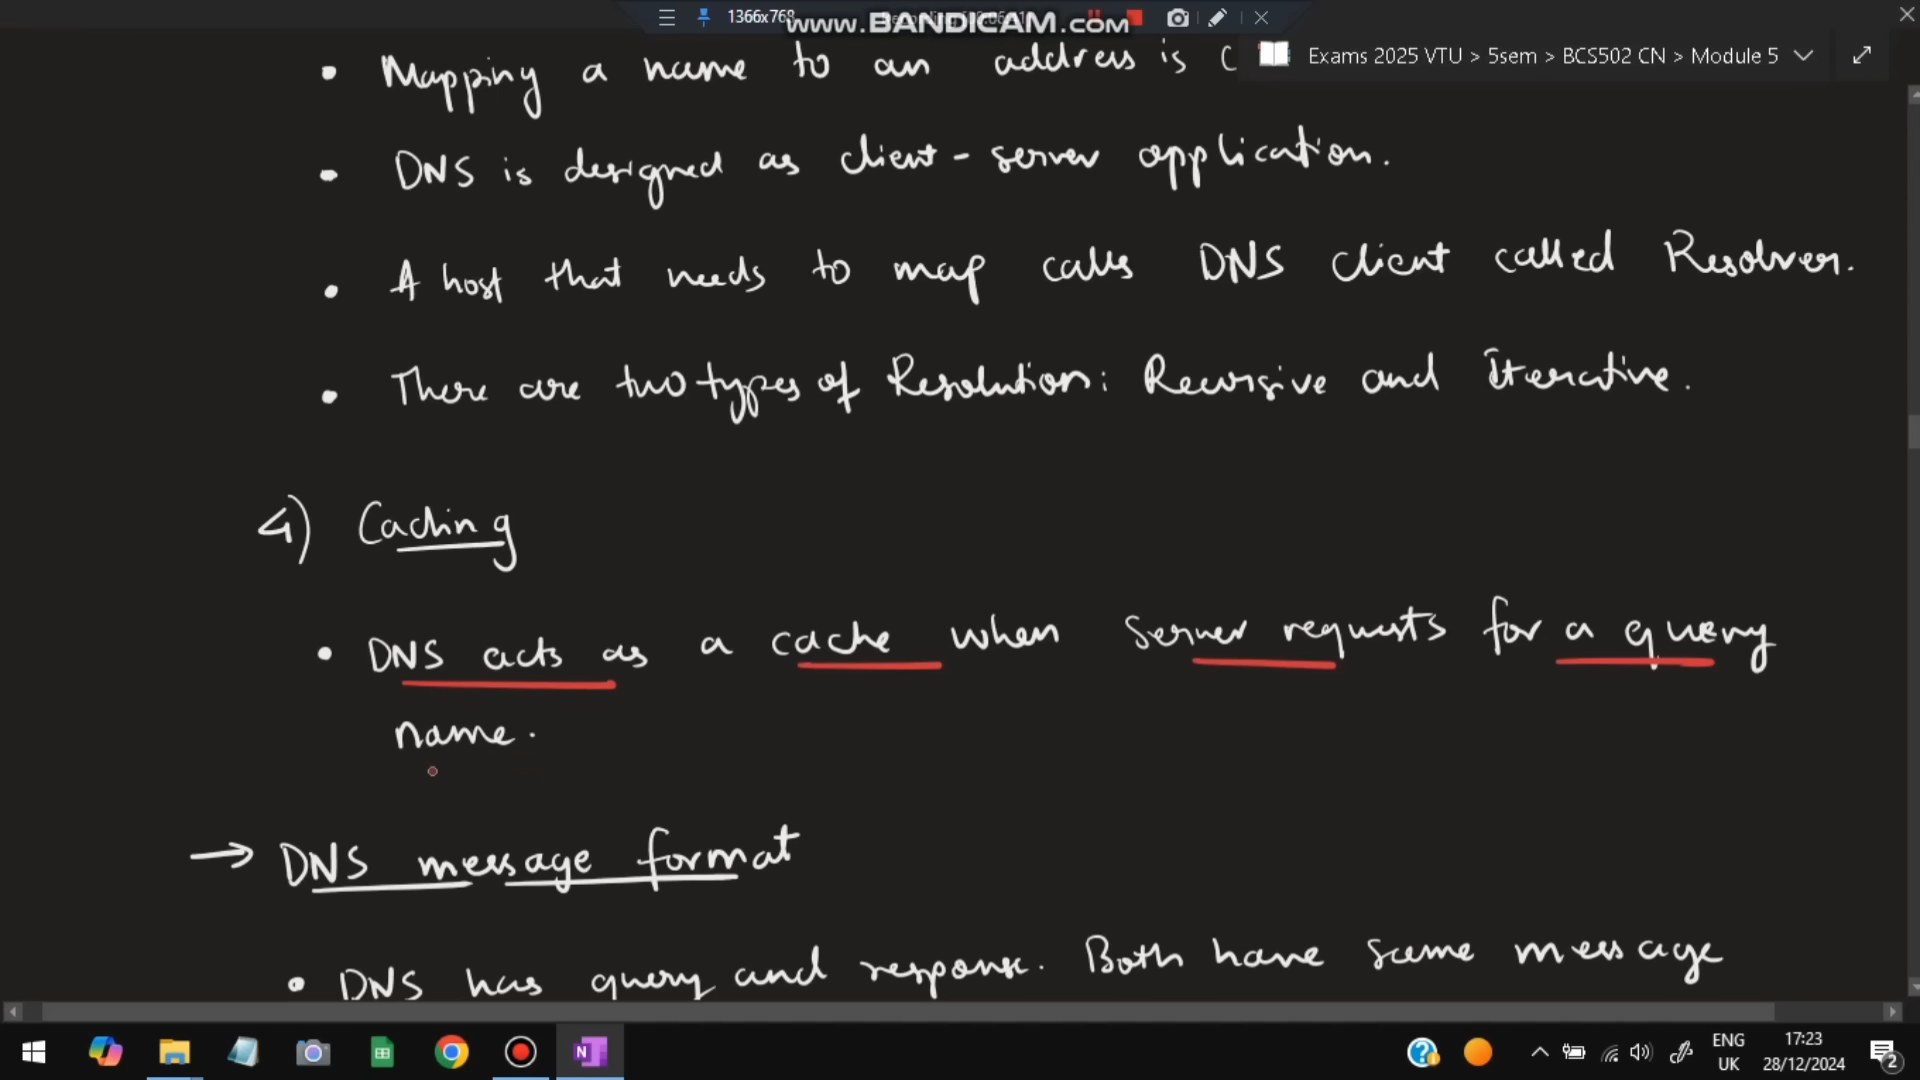 1366x768
www.BANDICAM.com
Exams 2025 VTU > 5sem > BCS502 CN > Module 5
• Mapping a name to an address is
• DNS is designed as client - server application.
• A host that needs to map calls DNS client called Resolver.
• There are two types of Resolution: Recursive and Iterative.
4) Caching
• DNS acts as a cache when server requests for a query
name.
→ DNS message format
• DNS has query and response. Both have same message
ENG
UK
17:23
28/12/2024
2